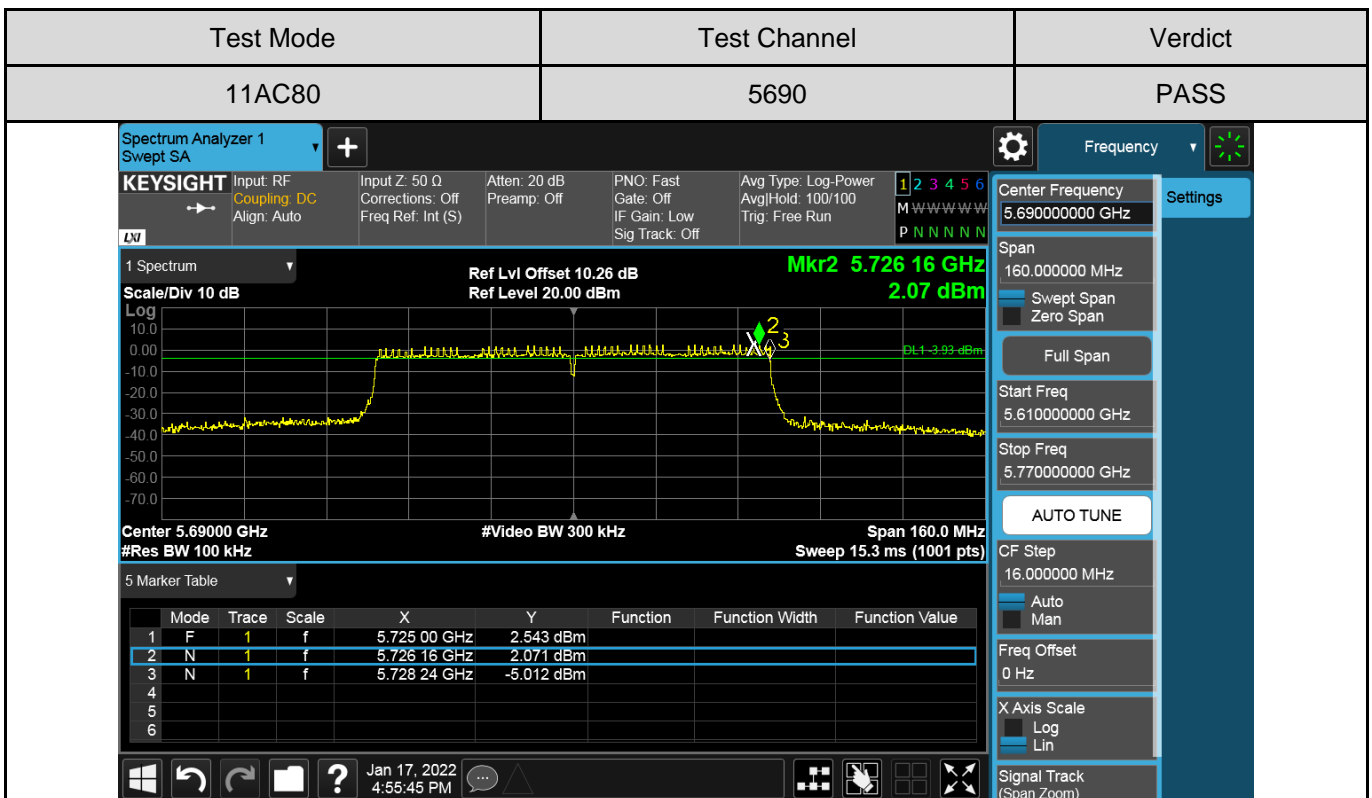 Test Mode Test Channel Verdict
11AC80 5690 PASS
Spectrum Analyzer 1
Swept SA
Frequency
KEYSIGHT Input: RF Input Z: 50 Ω Atten: 20 dB PNO: Fast Avg Type: Log-Power 1 2 3 4 5 6
Coupling: DC Corrections: Off Preamp: Off Gate: Off Avg|Hold: 100/100 M W W W W W
Align: Auto Freq Ref: Int (S) IF Gain: Low Trig: Free Run
LXI Sig Track: Off P N N N N N
Center Frequency
5.690000000 GHz
Settings
1 Spectrum Ref Lvl Offset 10.26 dB Mkr2 5.726 16 GHz
Scale/Div 10 dB Ref Level 20.00 dBm 2.07 dBm
Log
10.0
0.00
-10.0
-20.0
-30.0
-40.0
-50.0
-60.0
-70.0
2
3
DL1 -3.93 dBm
Center 5.69000 GHz #Video BW 300 kHz Span 160.0 MHz
#Res BW 100 kHz Sweep 15.3 ms (1001 pts)
5 Marker Table
Mode Trace Scale X Y Function Function Width Function Value
1 F 1 f 5.725 00 GHz 2.543 dBm
2 N 1 f 5.726 16 GHz 2.071 dBm
3 N 1 f 5.728 24 GHz -5.012 dBm
4
5
6
Span
160.000000 MHz
Swept Span
Zero Span
Full Span
Start Freq
5.610000000 GHz
Stop Freq
5.770000000 GHz
AUTO TUNE
CF Step
16.000000 MHz
Auto
Man
Freq Offset
0 Hz
X Axis Scale
Log
Lin
Signal Track
(Span Zoom)
? Jan 17, 2022
4:55:45 PM